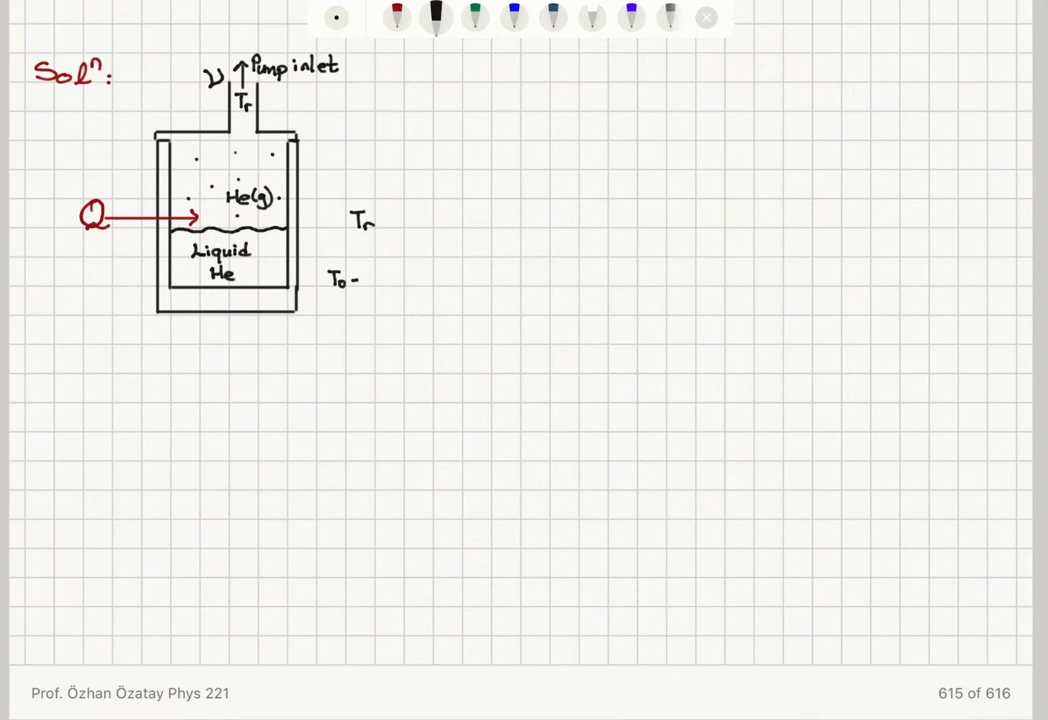 Solⁿ:
ν ↑ Pump inlet
Tr
He(g)
Q
Tr
Liquid
He
T₀ -
Prof. Özhan Özatay Phys 221
615 of 616